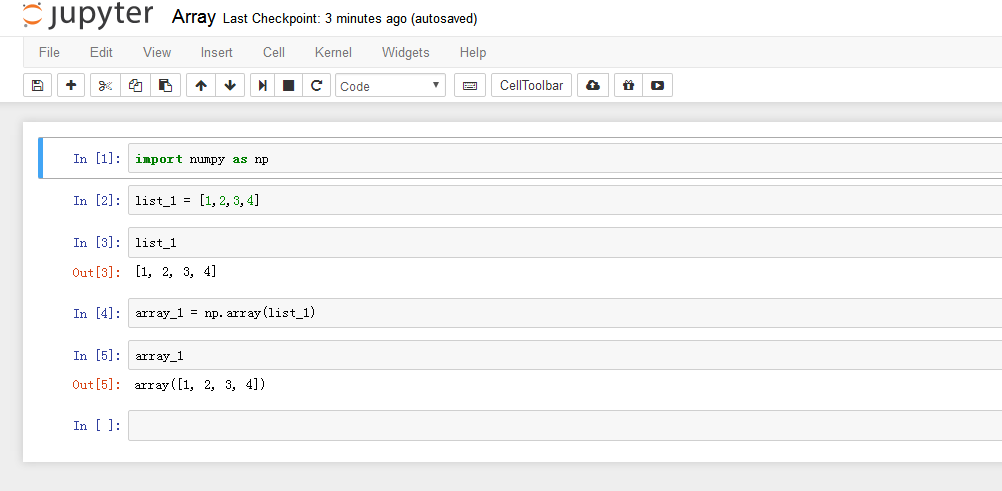 jupyter Array Last Checkpoint: 3 minutes ago (autosaved)
File Edit View Insert Cell Kernel Widgets Help
Code CellToolbar
In [1]: import numpy as np
In [2]: list_1 = [1,2,3,4]
In [3]: list_1
Out[3]: [1, 2, 3, 4]
In [4]: array_1 = np.array(list_1)
In [5]: array_1
Out[5]: array([1, 2, 3, 4])
In [ ]: